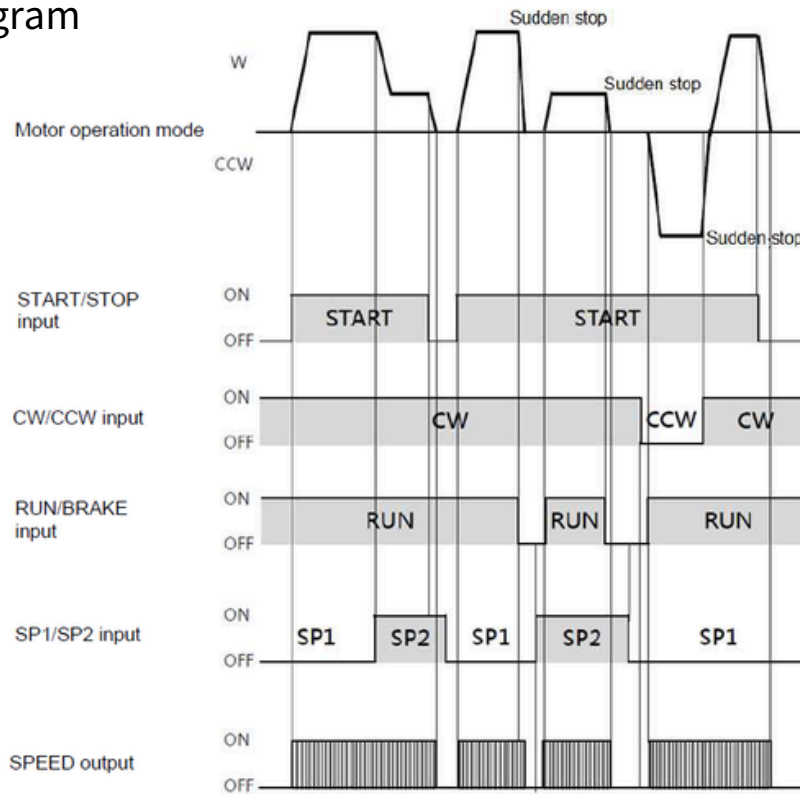 gram
Sudden stop
W
Sudden stop
Motor operation mode
CCW
Sudden stop
START/STOP
input
ON
OFF
START
START
CW/CCW input
ON
OFF
CW
CCW
CW
RUN/BRAKE
input
ON
OFF
RUN
RUN
RUN
SP1/SP2 input
ON
OFF
SP1
SP2
SP1
SP2
SP1
SPEED output
ON
OFF